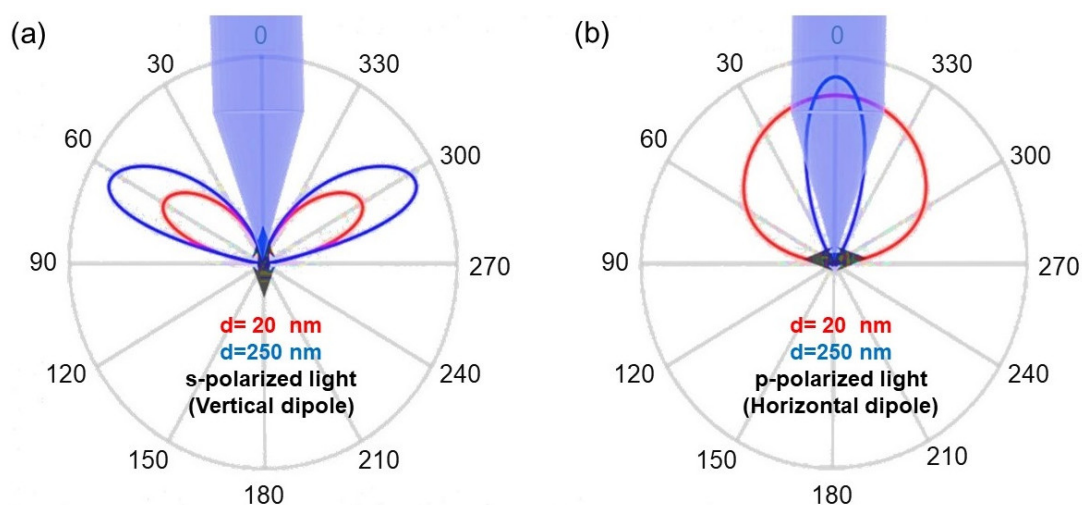 (a)
0
30
330
60
300
90
270
d= 20 nm
d=250 nm
s-polarized light
(Vertical dipole)
120
240
150
210
180
(b)
0
30
330
60
300
90
270
d= 20 nm
d=250 nm
p-polarized light
(Horizontal dipole)
120
240
150
210
180